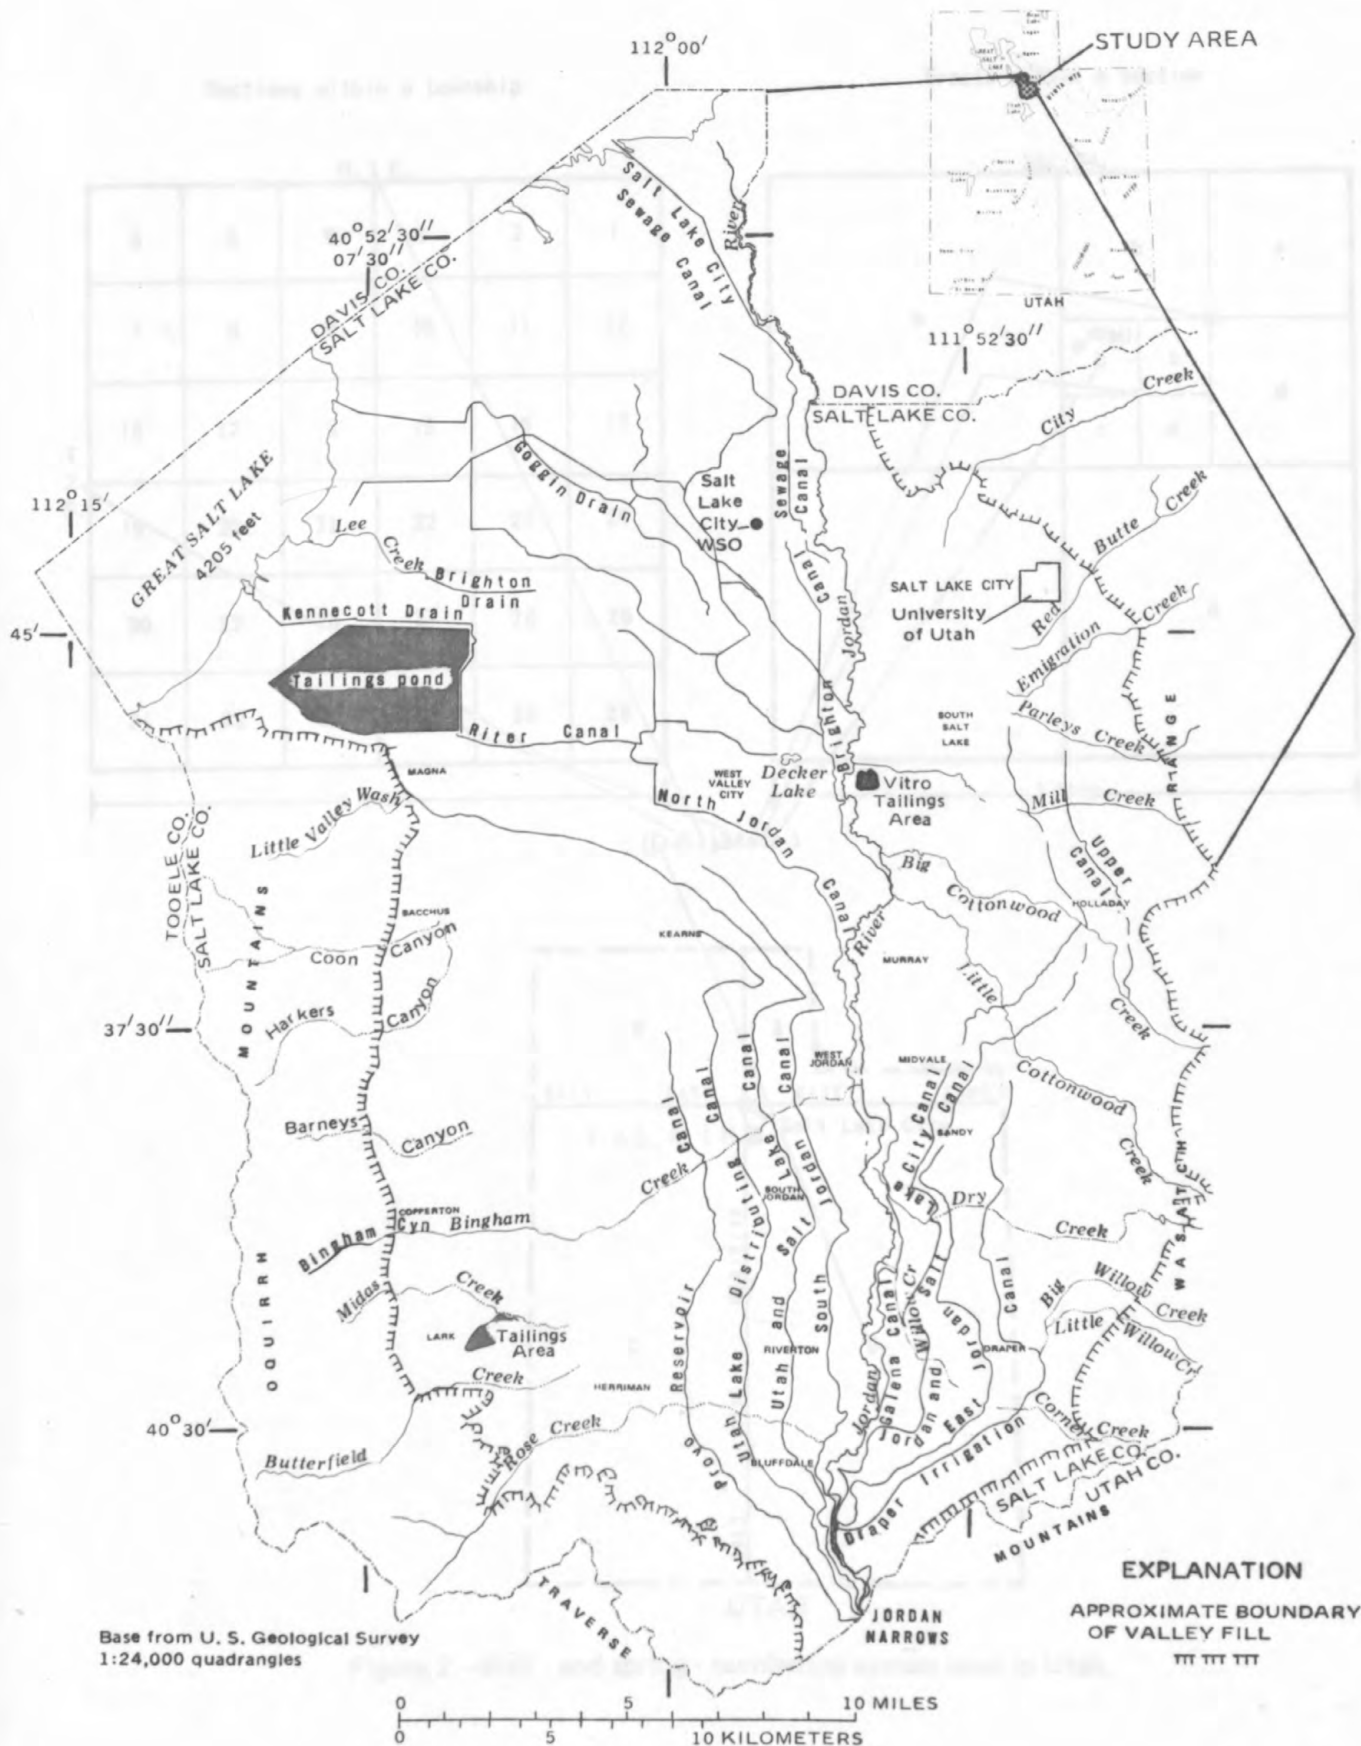 112°00'
STUDY AREA
UTAH
40°52'30"
07'30"
DAVIS CO.
SALT LAKE CO.
Salt Lake City
Sewage Canal
River
111°52'30"
DAVIS CO.
SALT LAKE CO.
City Creek
112°15'
GREAT SALT LAKE
4205 feet
Goggin Drain
Salt
Lake
City
WSO
Sewage
Canal
Red Butte Creek
Lee Creek
Brighton
Drain
Kennecott Drain
Canal
Jordan
SALT LAKE CITY
University
of Utah
Emigration Creek
45'
Tailings pond
Riter Canal
Brighton
SOUTH
SALT
LAKE
Parleys Creek
RANGE
MAGNA
WEST
VALLEY
CITY
Decker
Lake
Vitro
Tailings
Area
Mill Creek
Little Valley Wash
North Jordan Canal
Upper
Canal
HOLLADAY
Big Cottonwood Creek
TOOELE CO.
SALT LAKE CO.
MOUNTAINS
BACCHUS
Coon Canyon
KEARNS
River
MURRAY
Little Cottonwood Creek
37'30"
Harkers Canyon
WEST
JORDAN
MIDVALE
SANDY
Barneys Canyon
Canal
Canal
Canal
Canal
City Canal
Canal
Creek
SOUTH
JORDAN
Dry Creek
WASATCH
COPPERTON
Bingham Cyn Bingham
Midas Creek
LARK
Tailings
Area
OQUIRRH
Provo Reservoir
Utah Lake Distributing
Utah and Salt Lake
South Jordan
RIVERTON
Jordan
Galena Canal
Willow Cr
Jordan and Salt Lake
East Jordan
Canal
DRAPER
Big Willow Creek
Little Willow Cr
Creek
HERRIMAN
Rose Creek
40°30'
Butterfield
BLUFFDALE
Draper Irrigation
Corner Creek
SALT LAKE CO.
UTAH CO.
MOUNTAINS
TRAVERSE
JORDAN
NARROWS
EXPLANATION
APPROXIMATE BOUNDARY
OF VALLEY FILL
Base from U. S. Geological Survey
1:24,000 quadrangles
0 5 10 MILES
0 5 10 KILOMETERS